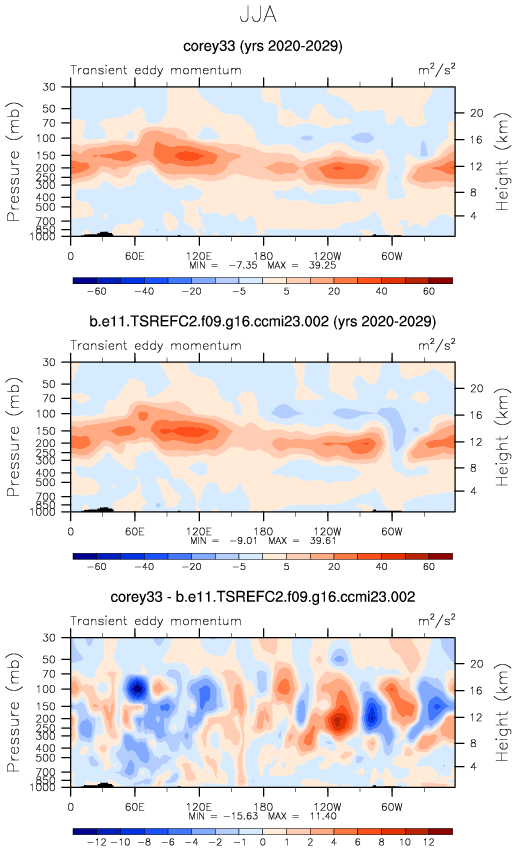 JJA
corey33 (yrs 2020-2029)
Transient eddy momentum m²/s²
Pressure (mb)
30
50
70
100
150
200
250
300
400
500
700
850
1000
Height (km)
20
16
12
8
4
0 60E 120E 180 120W 60W
MIN = -7.35 MAX = 39.25
-60 -40 -20 -5 5 20 40 60
b.e11.TSREFC2.f09.g16.ccmi23.002 (yrs 2020-2029)
Transient eddy momentum m²/s²
Pressure (mb)
30
50
70
100
150
200
250
300
400
500
700
850
1000
Height (km)
20
16
12
8
4
0 60E 120E 180 120W 60W
MIN = -9.01 MAX = 39.61
-60 -40 -20 -5 5 20 40 60
corey33 - b.e11.TSREFC2.f09.g16.ccmi23.002
Transient eddy momentum m²/s²
Pressure (mb)
30
50
70
100
150
200
250
300
400
500
700
850
1000
Height (km)
20
16
12
8
4
0 60E 120E 180 120W 60W
MIN = -15.63 MAX = 11.40
-12 -10 -8 -6 -4 -2 -1 0 1 2 4 6 8 10 12